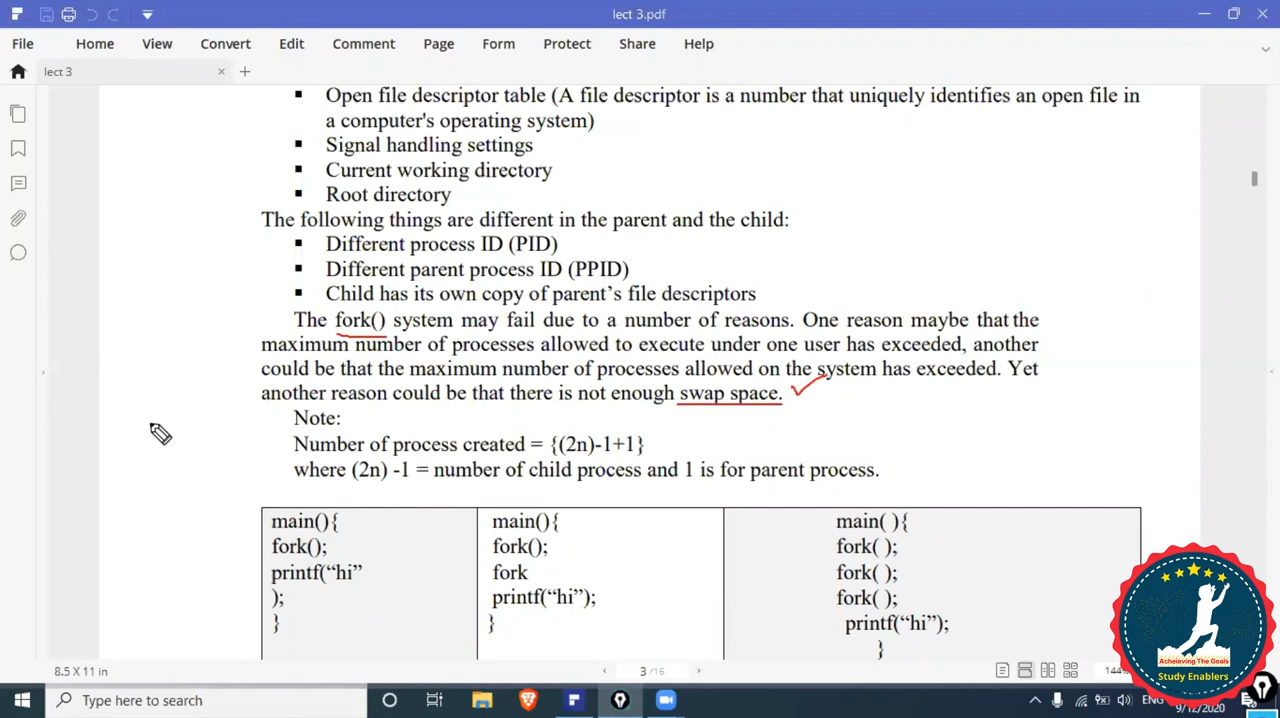 lect 3.pdf
File Home View Convert Edit Comment Page Form Protect Share Help
lect 3
Open file descriptor table (A file descriptor is a number that uniquely identifies an open file in
a computer's operating system)
Signal handling settings
Current working directory
Root directory
The following things are different in the parent and the child:
Different process ID (PID)
Different parent process ID (PPID)
Child has its own copy of parent's file descriptors
The fork() system may fail due to a number of reasons. One reason maybe that the
maximum number of processes allowed to execute under one user has exceeded, another
could be that the maximum number of processes allowed on the system has exceeded. Yet
another reason could be that there is not enough swap space.
Note:
Number of process created = {(2n)-1+1}
where (2n) -1 = number of child process and 1 is for parent process.
main(){
fork();
printf(“hi”
);
}
main(){
fork();
fork
printf(“hi”);
}
main( ){
fork( );
fork( );
fork( );
printf(“hi”);
}
Acheieving The Goals
Study Enablers
8.5 X 11 in
3 /16
144%
Type here to search
ENG
9/12/2020